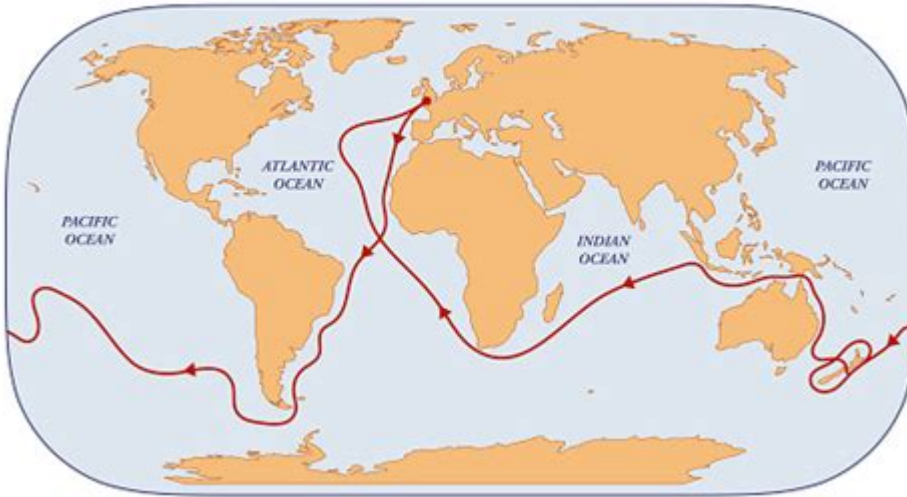 ATLANTIC
OCEAN
PACIFIC
OCEAN
PACIFIC
OCEAN
INDIAN
OCEAN